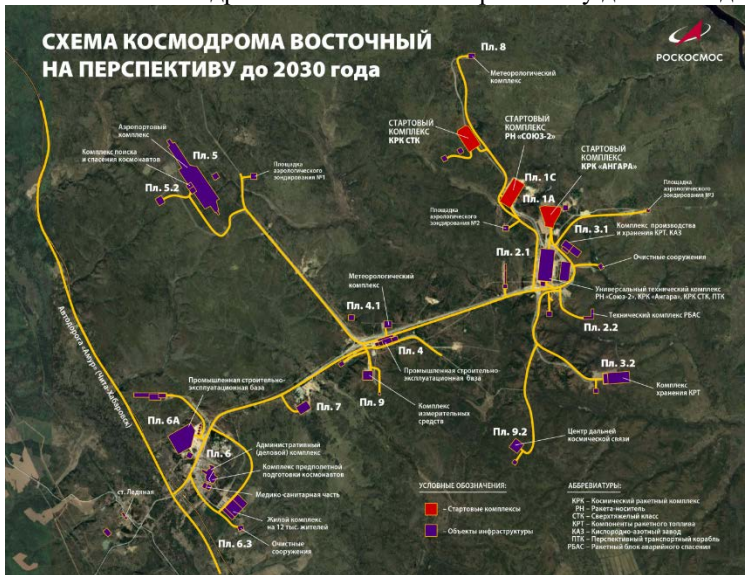 СХЕМА КОСМОДРОМА ВОСТОЧНЫЙ
НА ПЕРСПЕКТИВУ до 2030 года
РОСКОСМОС
Пл. 8
Метеорологический
комплекс
СТАРТОВЫЙ
КОМПЛЕКС
КРК СТК
СТАРТОВЫЙ
КОМПЛЕКС
РН «СОЮЗ-2»
СТАРТОВЫЙ
КОМПЛЕКС
КРК «АНГАРА»
Аэропортовый
комплекс
Комплекс поиска
и спасения космонавтов
Пл. 5
Пл. 5.2
Площадка
аэрологического
зондирования №1
Пл. 1С
Пл. 1А
Площадка
аэрологического
зондирования №3
Площадка
аэрологического
зондирования №2
Пл. 3.1
Комплекс производства
и хранения КРТ. КАЗ
Очистные сооружения
Пл. 2.1
Универсальный технический комплекс
РН «Союз-2», КРК «Ангара», КРК СТК, ПТК
Технический комплекс РБАС
Пл. 2.2
Метеорологический
комплекс
Пл. 4.1
Пл. 4
Промышленная строительно-
эксплуатационная база
Пл. 3.2
Комплекс
хранения КРТ
Автодорога «Амур» (Чита-Хабаровск)
Промышленная строительно-
эксплуатационная база
Пл. 7
Пл. 9
Комплекс
измерительных
средств
Пл. 6А
Пл. 6
Административный
(деловой) комплекс
Комплекс предполетной
подготовки космонавтов
Медико-санитарная часть
Жилой комплекс
на 12 тыс. жителей
Очистные
сооружения
Пл. 6.3
ст. Ледяная
Пл. 9.2
Центр дальней
космической связи
УСЛОВНЫЕ ОБОЗНАЧЕНИЯ:
– Стартовые комплексы
– Объекты инфраструктуры
АББРЕВИАТУРЫ:
КРК – Космический ракетный комплекс
РН – Ракета-носитель
СТК – Сверхтяжелый класс
КРТ – Компоненты ракетного топлива
КАЗ – Кислородно-азотный завод
ПТК – Перспективный транспортный корабль
РБАС – Ракетный блок аварийного спасения